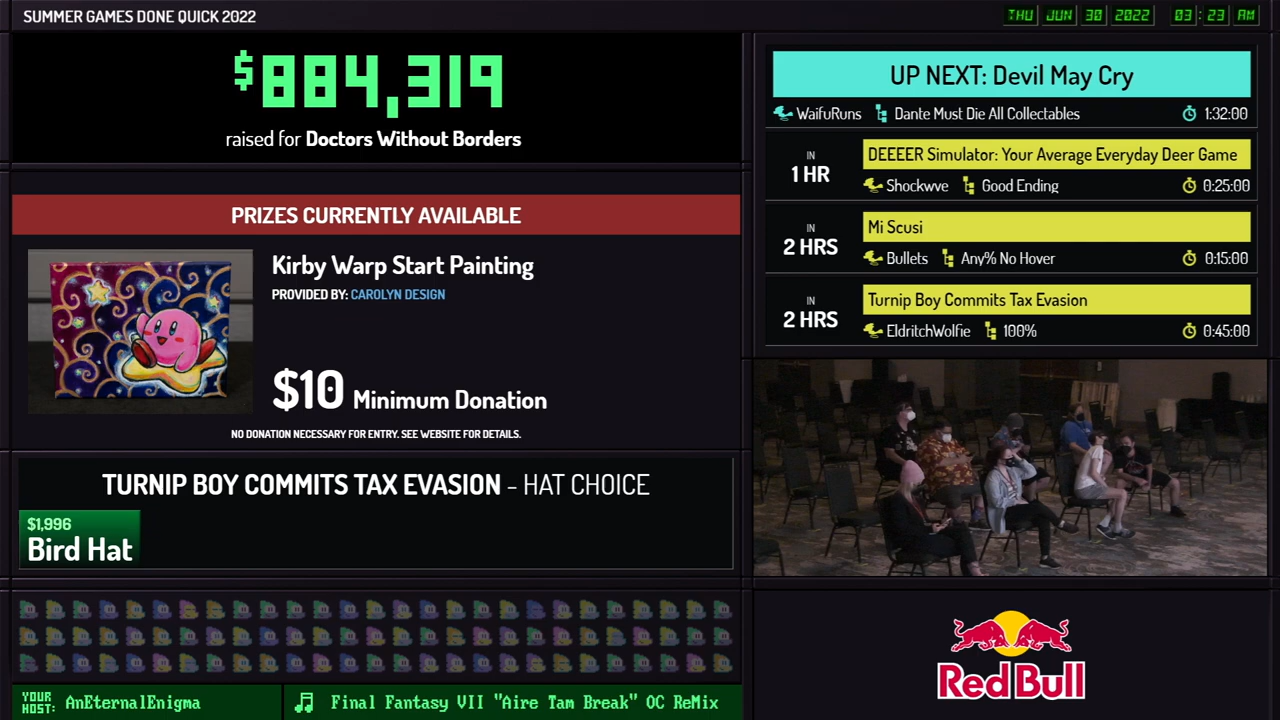 SUMMER GAMES DONE QUICK 2022
THU JUN 30 2022 03:23 AM
$884,319
raised for Doctors Without Borders
PRIZES CURRENTLY AVAILABLE
Kirby Warp Start Painting
PROVIDED BY: CAROLYN DESIGN
$10 Minimum Donation
NO DONATION NECESSARY FOR ENTRY. SEE WEBSITE FOR DETAILS.
TURNIP BOY COMMITS TAX EVASION - HAT CHOICE
$1,996
Bird Hat
YOUR HOST: AnEternalEnigma
Final Fantasy VII "Aire Tam Break" OC ReMix
UP NEXT: Devil May Cry
WaifuRuns Dante Must Die All Collectables 1:32:00
IN 1 HR
DEEEER Simulator: Your Average Everyday Deer Game
Shockwve Good Ending 0:25:00
IN 2 HRS
Mi Scusi
Bullets Any% No Hover 0:15:00
IN 2 HRS
Turnip Boy Commits Tax Evasion
EldritchWolfie 100% 0:45:00
Red Bull